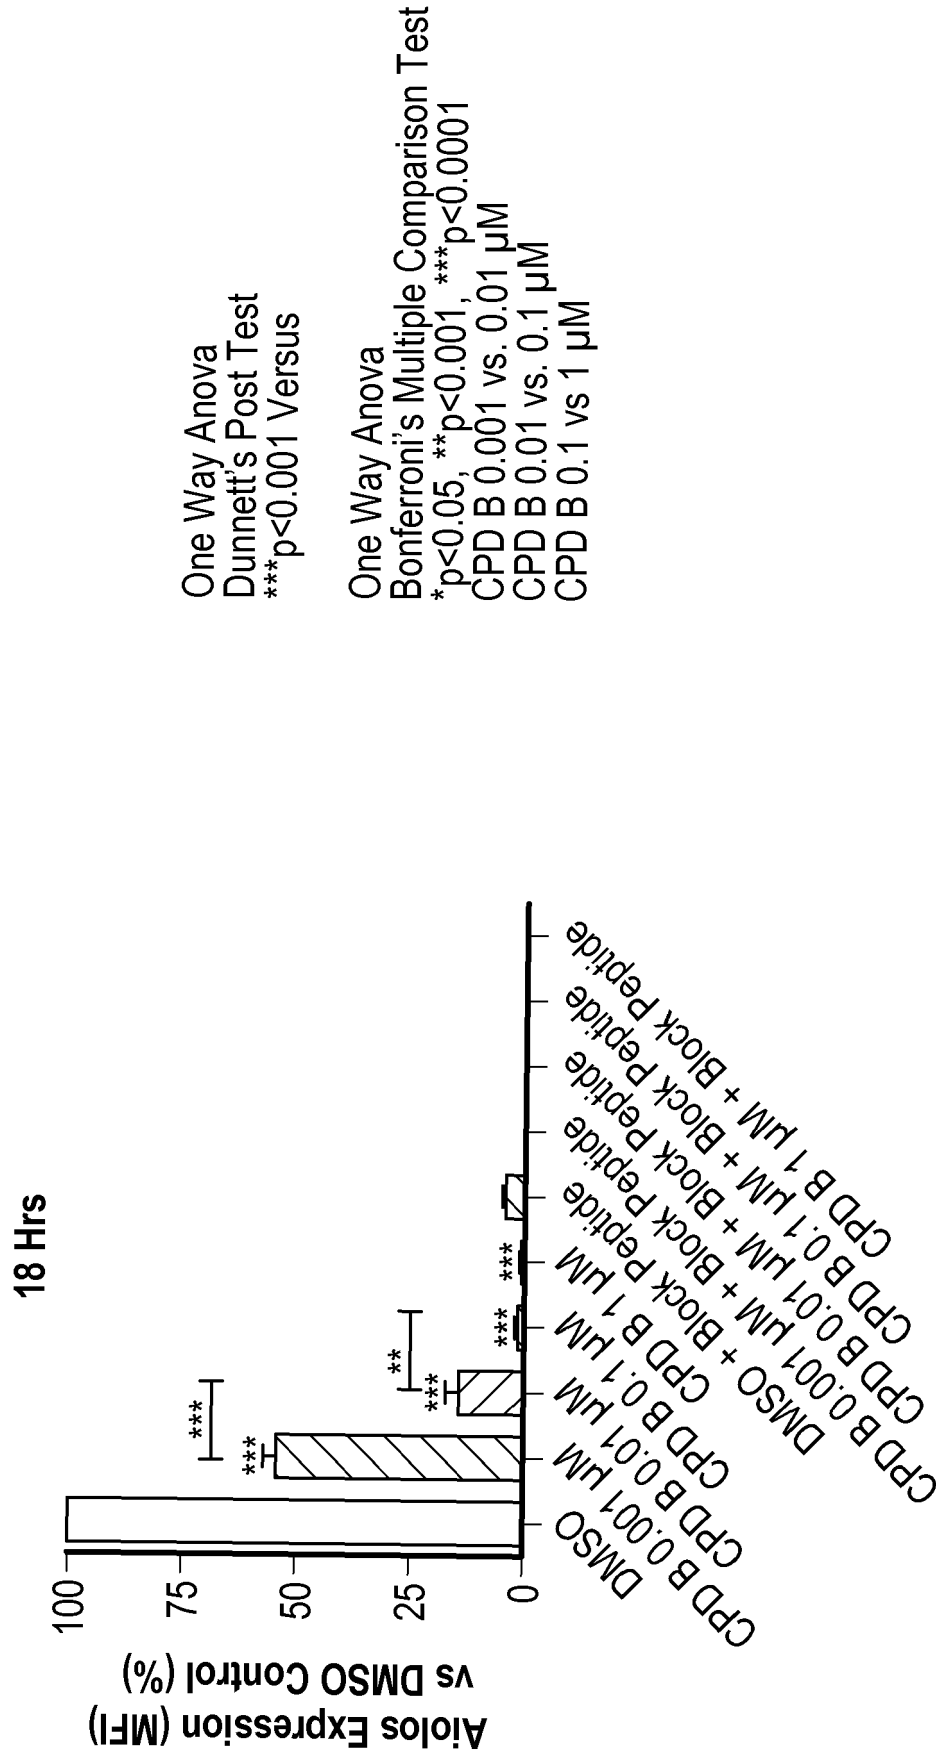 18 Hrs
Aiolos Expression (MFI)
vs DMSO Control (%)
100
75
50
25
0
***
***
***
**
***
***
DMSO
CPD B 0.001 µM
CPD B 0.01 µM
CPD B 0.1 µM
CPD B 1 µM
DMSO + Block Peptide
CPD B 0.001 µM + Block Peptide
CPD B 0.01 µM + Block Peptide
CPD B 0.1 µM + Block Peptide
CPD B 1 µM + Block Peptide
One Way Anova
Dunnett's Post Test
***p<0.001 Versus
One Way Anova
Bonferroni's Multiple Comparison Test
*p<0.05, **p<0.001, ***p<0.0001
CPD B 0.001 vs. 0.01 µM
CPD B 0.01 vs. 0.1 µM
CPD B 0.1 vs 1 µM